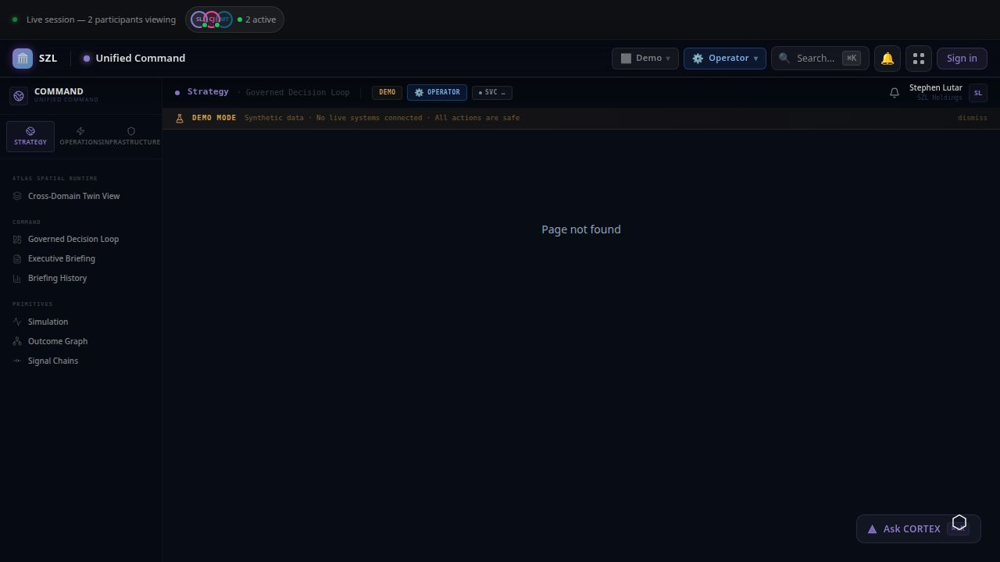 Live session — 2 participants viewing SL CJ MT 2 active
SZL Unified Command Demo Operator Search... ⌘K Sign in
COMMAND
UNIFIED COMMAND
Strategy · Governed Decision Loop DEMO OPERATOR SVC …
Stephen Lutar
SZL Holdings
SL
DEMO MODE Synthetic data · No live systems connected · All actions are safe dismiss
STRATEGY OPERATIONS INFRASTRUCTURE
ATLAS SPATIAL RUNTIME
Cross-Domain Twin View
COMMAND
Governed Decision Loop
Executive Briefing
Briefing History
PRIMITIVES
Simulation
Outcome Graph
Signal Chains
Page not found
Ask CORTEX